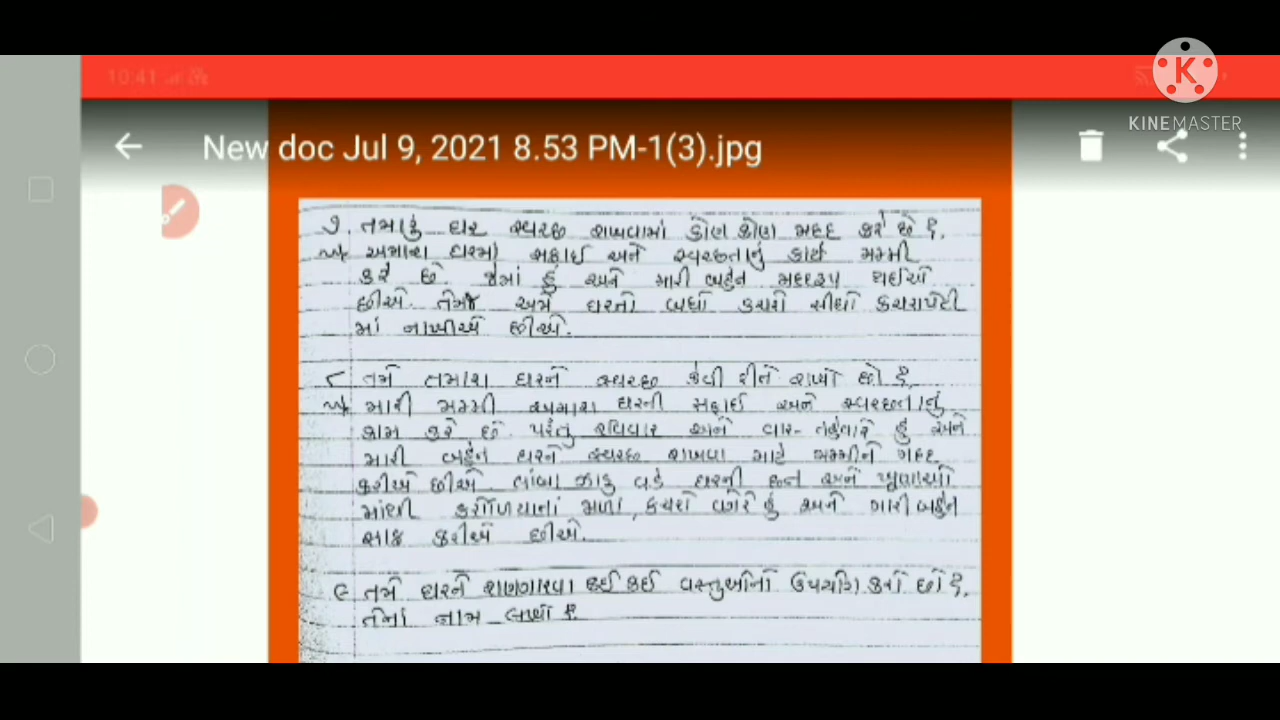 10:41
KINEMASTER
New doc Jul 9, 2021 8.53 PM-1(3).jpg
૭. તમારું ઘર સ્વચ્છ રાખવામાં કોણ કોણ મદદ કરે છે ?
અમારા ઘરમાં સફાઈ અને સ્વચ્છતાનું કાર્ય મમ્મી
કરે છે જેમાં હું અને મારી બહેન મદદરૂપ થઈએ
છીએ. તેમજ અમે ઘરનો બધો કચરો સીધો કચરાપેટી
માં નાખીએ છીએ.
૮ તમે તમારા ઘરને સ્વચ્છ કેવી રીતે રાખો છો ?
મારી મમ્મી અમારા ઘરની સફાઈ અને સ્વચ્છતાનું
કામ કરે છે. પરંતુ રવિવાર અને વાર-તહેવારે હું અને
મારી બહેન ઘરને સ્વચ્છ રાખવા માટે મમ્મીને મદદ
કરીએ છીએ. લાંબા ઝાડુ વડે ઘરની છત અને ખૂણાઓ
માંથી કરોળિયાનાં જાળાં, કચરો વગેરે હું અને મારી બહેન
સાફ કરીએ છીએ.
૯ તમે ઘરને શણગારવા કઈ કઈ વસ્તુઓનો ઉપયોગ કરો છો ?
તેનાં નામ લખો ?